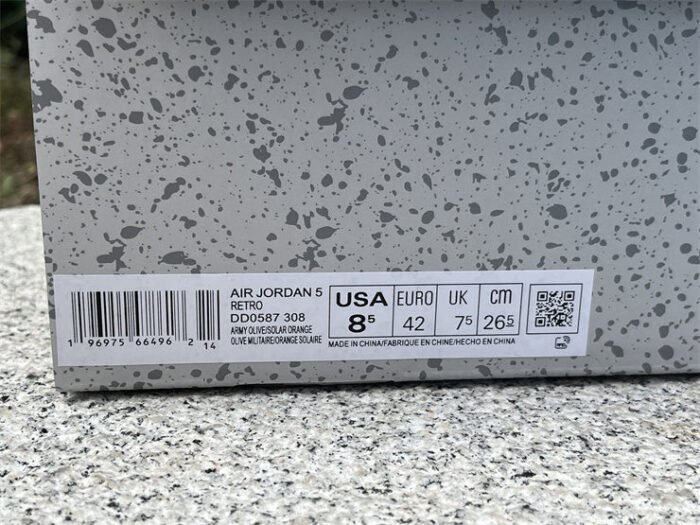 AIR JORDAN 5
RETRO
DD0587 308
ARMY OLIVE/SOLAR ORANGE
OLIVE MILITAIRE/ORANGE SOLAIRE
1 96975 66496 2 14
USA EURO UK cm
8⁵ 42 7⁵ 26⁵
MADE IN CHINA/FABRIQUE EN CHINE/HECHO EN CHINA